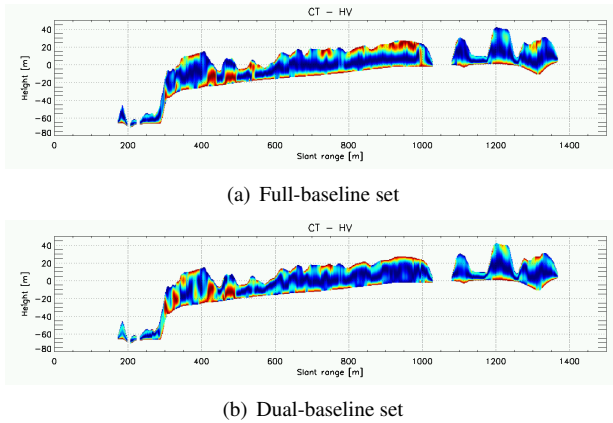 CT – HV
Height [m]
40
20
0
−20
−40
−60
−80
0 200 400 600 800 1000 1200 1400
Slant range [m]
(a) Full-baseline set
CT – HV
Height [m]
40
20
0
−20
−40
−60
−80
0 200 400 600 800 1000 1200 1400
Slant range [m]
(b) Dual-baseline set